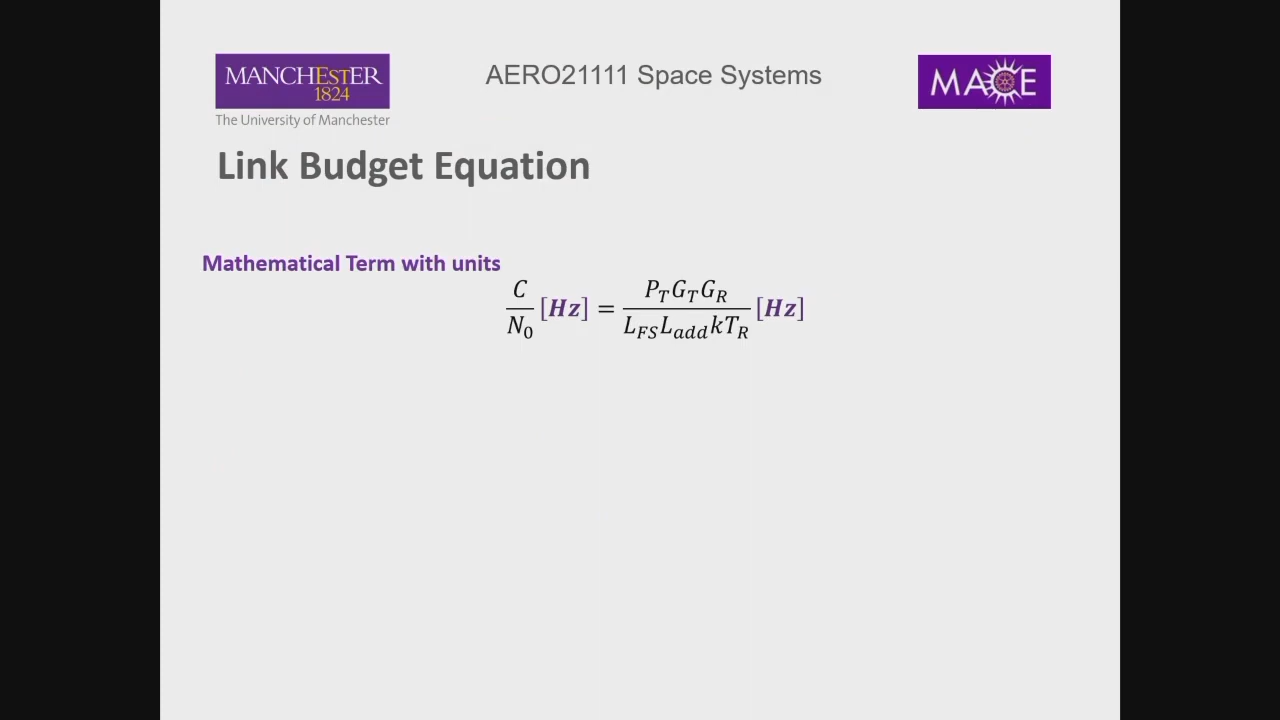 MANCHEsTER
1824
The University of Manchester
AERO21111 Space Systems
MACE
Link Budget Equation
Mathematical Term with units
C/N₀ [Hz] = P_T G_T G_R / L_FS L_add k T_R [Hz]